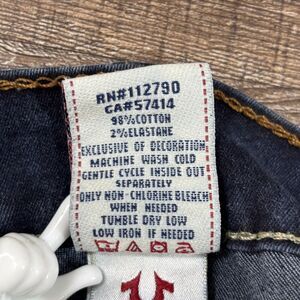 RN#112790
CA#57414
98%COTTON
2%ELASTANE
EXCLUSIVE OF DECORATION
MACHINE WASH COLD
GENTLE CYCLE INSIDE OUT
SEPARATELY
ONLY NON-CHLORINE BLEACH
WHEN NEEDED
TUMBLE DRY LOW
LOW IRON IF NEEDED